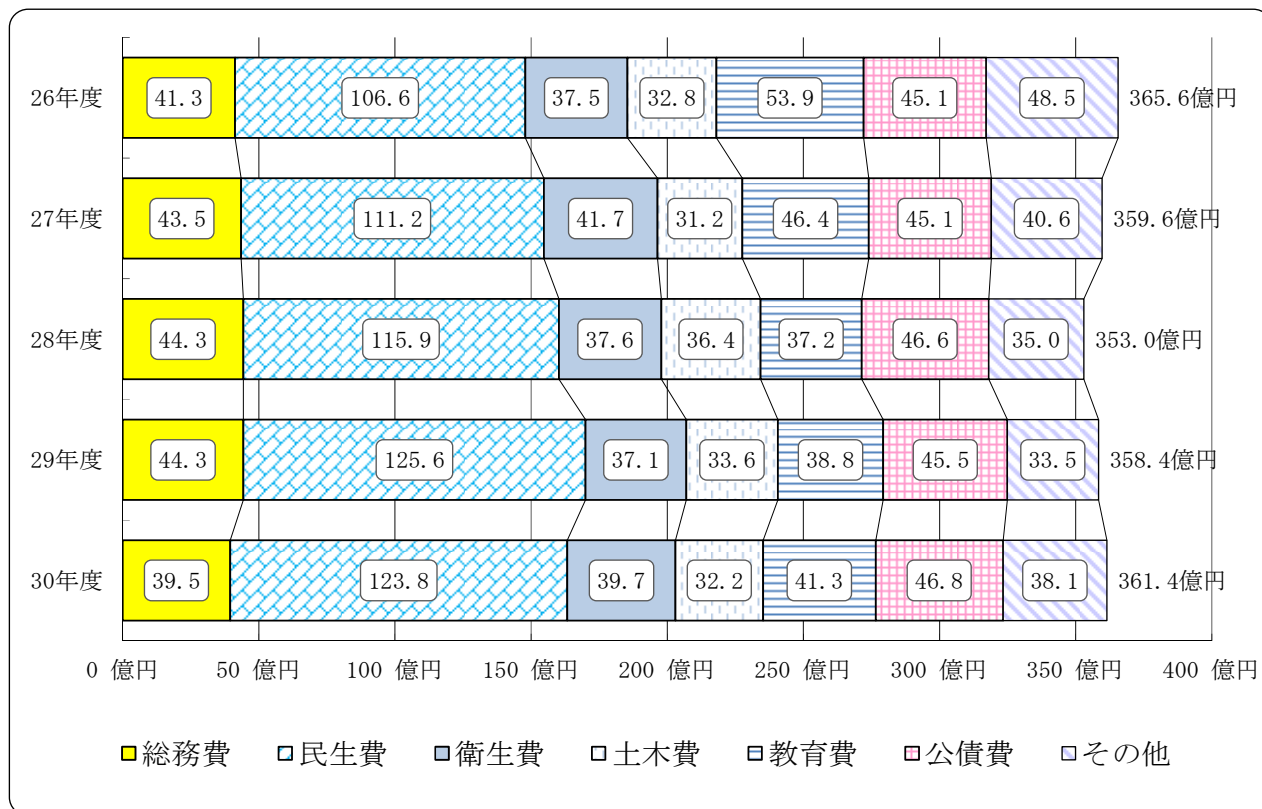 26年度 41.3 106.6 37.5 32.8 53.9 45.1 48.5 365.6億円
27年度 43.5 111.2 41.7 31.2 46.4 45.1 40.6 359.6億円
28年度 44.3 115.9 37.6 36.4 37.2 46.6 35.0 353.0億円
29年度 44.3 125.6 37.1 33.6 38.8 45.5 33.5 358.4億円
30年度 39.5 123.8 39.7 32.2 41.3 46.8 38.1 361.4億円
0 億円 50 億円 100 億円 150 億円 200 億円 250 億円 300 億円 350 億円 400 億円
総務費 民生費 衛生費 土木費 教育費 公債費 その他